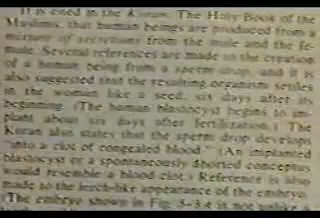 It is cited in the Koran, The Holy Book of the
Muslims, that human beings are produced from a
mixture of secretions from the male and the fe-
male. Several references are made to the creation
of a human being from a sperm drop, and it is
also suggested that the resulting organism settles
in the woman like a seed, six days after its
beginning. (The human blastocyst begins to im-
plant about six days after fertilization.) The
Koran also states that the sperm drop develops
"into a clot of congealed blood." (An implanted
blastocyst or a spontaneously aborted conceptus
would resemble a blood clot.) Reference is also
made to the leech-like appearance of the embryo.
(The embryo shown in Fig. 5-3A is not unlike a